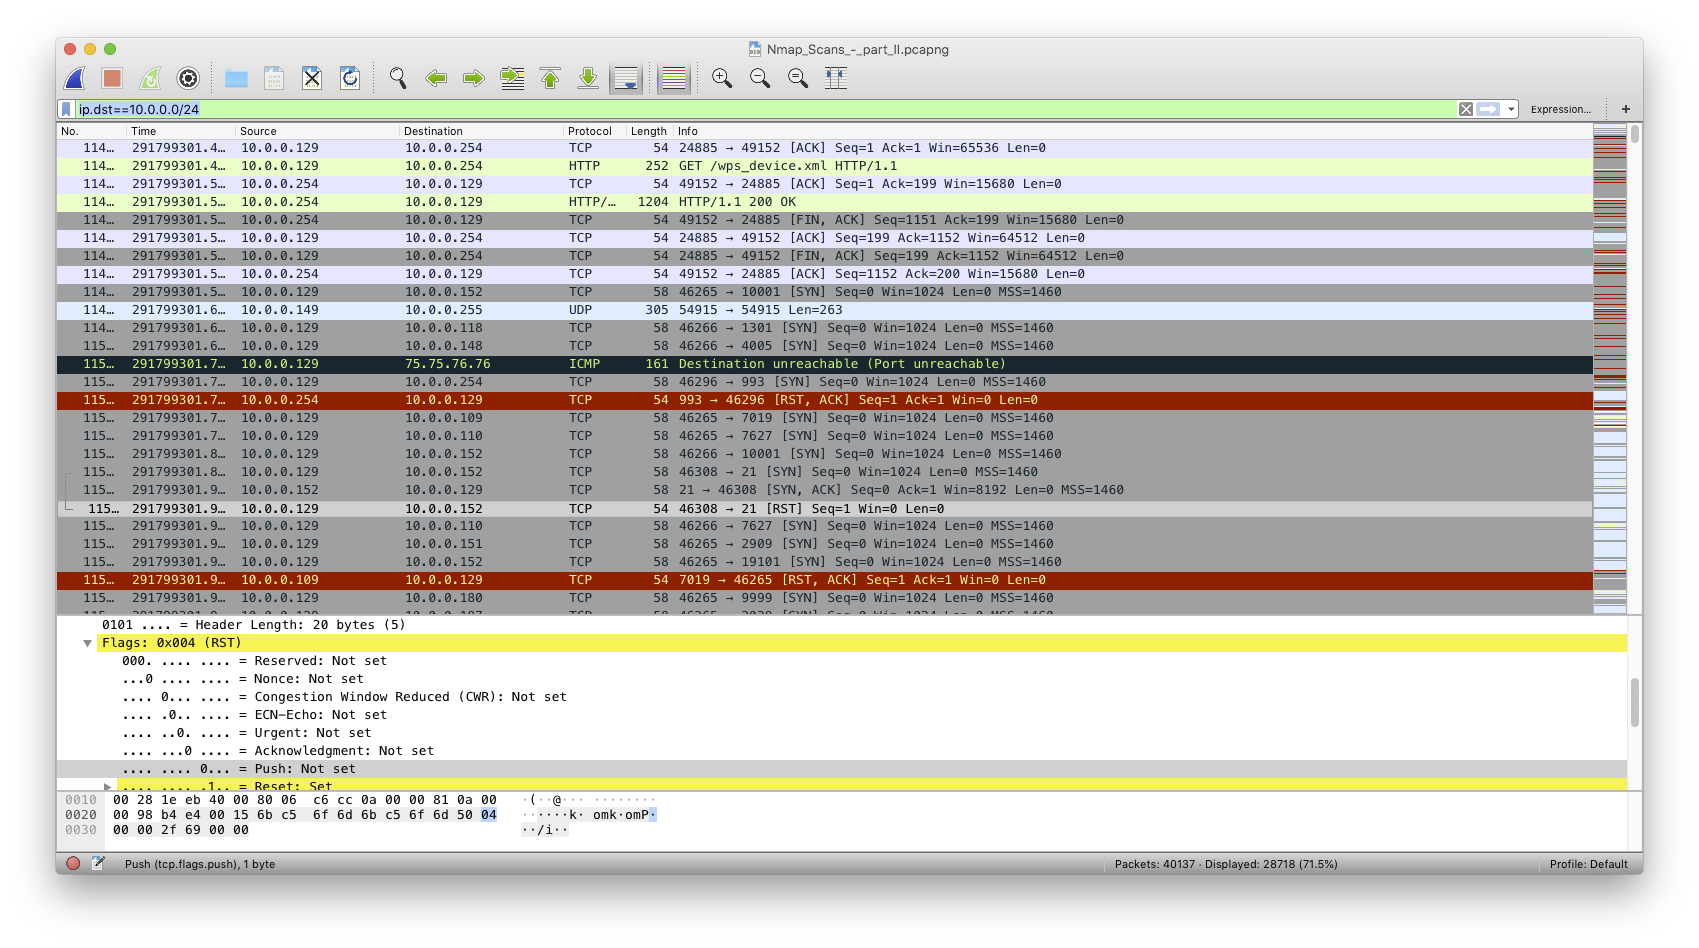 Nmap_Scans_-_part_II.pcapng
ip.dst==10.0.0.0/24 Expression... +
No. Time Source Destination Protocol Length Info
114… 291799301.4… 10.0.0.129 10.0.0.254 TCP 54 24885 → 49152 [ACK] Seq=1 Ack=1 Win=65536 Len=0
114… 291799301.4… 10.0.0.129 10.0.0.254 HTTP 252 GET /wps_device.xml HTTP/1.1
114… 291799301.5… 10.0.0.254 10.0.0.129 TCP 54 49152 → 24885 [ACK] Seq=1 Ack=199 Win=15680 Len=0
114… 291799301.5… 10.0.0.254 10.0.0.129 HTTP/… 1204 HTTP/1.1 200 OK
114… 291799301.5… 10.0.0.254 10.0.0.129 TCP 54 49152 → 24885 [FIN, ACK] Seq=1151 Ack=199 Win=15680 Len=0
114… 291799301.5… 10.0.0.129 10.0.0.254 TCP 54 24885 → 49152 [ACK] Seq=199 Ack=1152 Win=64512 Len=0
114… 291799301.5… 10.0.0.129 10.0.0.254 TCP 54 24885 → 49152 [FIN, ACK] Seq=199 Ack=1152 Win=64512 Len=0
114… 291799301.5… 10.0.0.254 10.0.0.129 TCP 54 49152 → 24885 [ACK] Seq=1152 Ack=200 Win=15680 Len=0
114… 291799301.5… 10.0.0.129 10.0.0.152 TCP 58 46265 → 10001 [SYN] Seq=0 Win=1024 Len=0 MSS=1460
114… 291799301.6… 10.0.0.149 10.0.0.255 UDP 305 54915 → 54915 Len=263
114… 291799301.6… 10.0.0.129 10.0.0.118 TCP 58 46266 → 1301 [SYN] Seq=0 Win=1024 Len=0 MSS=1460
115… 291799301.6… 10.0.0.129 10.0.0.148 TCP 58 46266 → 4005 [SYN] Seq=0 Win=1024 Len=0 MSS=1460
115… 291799301.7… 10.0.0.129 75.75.76.76 ICMP 161 Destination unreachable (Port unreachable)
115… 291799301.7… 10.0.0.129 10.0.0.254 TCP 58 46296 → 993 [SYN] Seq=0 Win=1024 Len=0 MSS=1460
115… 291799301.7… 10.0.0.254 10.0.0.129 TCP 54 993 → 46296 [RST, ACK] Seq=1 Ack=1 Win=0 Len=0
115… 291799301.7… 10.0.0.129 10.0.0.109 TCP 58 46265 → 7019 [SYN] Seq=0 Win=1024 Len=0 MSS=1460
115… 291799301.7… 10.0.0.129 10.0.0.110 TCP 58 46265 → 7627 [SYN] Seq=0 Win=1024 Len=0 MSS=1460
115… 291799301.8… 10.0.0.129 10.0.0.152 TCP 58 46266 → 10001 [SYN] Seq=0 Win=1024 Len=0 MSS=1460
115… 291799301.8… 10.0.0.129 10.0.0.152 TCP 58 46308 → 21 [SYN] Seq=0 Win=1024 Len=0 MSS=1460
115… 291799301.9… 10.0.0.152 10.0.0.129 TCP 58 21 → 46308 [SYN, ACK] Seq=0 Ack=1 Win=8192 Len=0 MSS=1460
115… 291799301.9… 10.0.0.129 10.0.0.152 TCP 54 46308 → 21 [RST] Seq=1 Win=0 Len=0
115… 291799301.9… 10.0.0.129 10.0.0.110 TCP 58 46266 → 7627 [SYN] Seq=0 Win=1024 Len=0 MSS=1460
115… 291799301.9… 10.0.0.129 10.0.0.151 TCP 58 46265 → 2909 [SYN] Seq=0 Win=1024 Len=0 MSS=1460
115… 291799301.9… 10.0.0.129 10.0.0.152 TCP 58 46265 → 19101 [SYN] Seq=0 Win=1024 Len=0 MSS=1460
115… 291799301.9… 10.0.0.109 10.0.0.129 TCP 54 7019 → 46265 [RST, ACK] Seq=1 Ack=1 Win=0 Len=0
115… 291799301.9… 10.0.0.129 10.0.0.180 TCP 58 46265 → 9999 [SYN] Seq=0 Win=1024 Len=0 MSS=1460
0101 .... = Header Length: 20 bytes (5)
Flags: 0x004 (RST)
000. .... .... = Reserved: Not set
...0 .... .... = Nonce: Not set
.... 0... .... = Congestion Window Reduced (CWR): Not set
.... .0.. .... = ECN-Echo: Not set
.... ..0. .... = Urgent: Not set
.... ...0 .... = Acknowledgment: Not set
.... .... 0... = Push: Not set
.... .... .1.. = Reset: Set
0010 00 28 1e eb 40 00 80 06 c6 cc 0a 00 00 81 0a 00 ·(··@··· ········
0020 00 98 b4 e4 00 15 6b c5 6f 6d 6b c5 6f 6d 50 04 ······k· omk·omP·
0030 00 00 2f 69 00 00 ··/i··
Push (tcp.flags.push), 1 byte Packets: 40137 · Displayed: 28718 (71.5%) Profile: Default